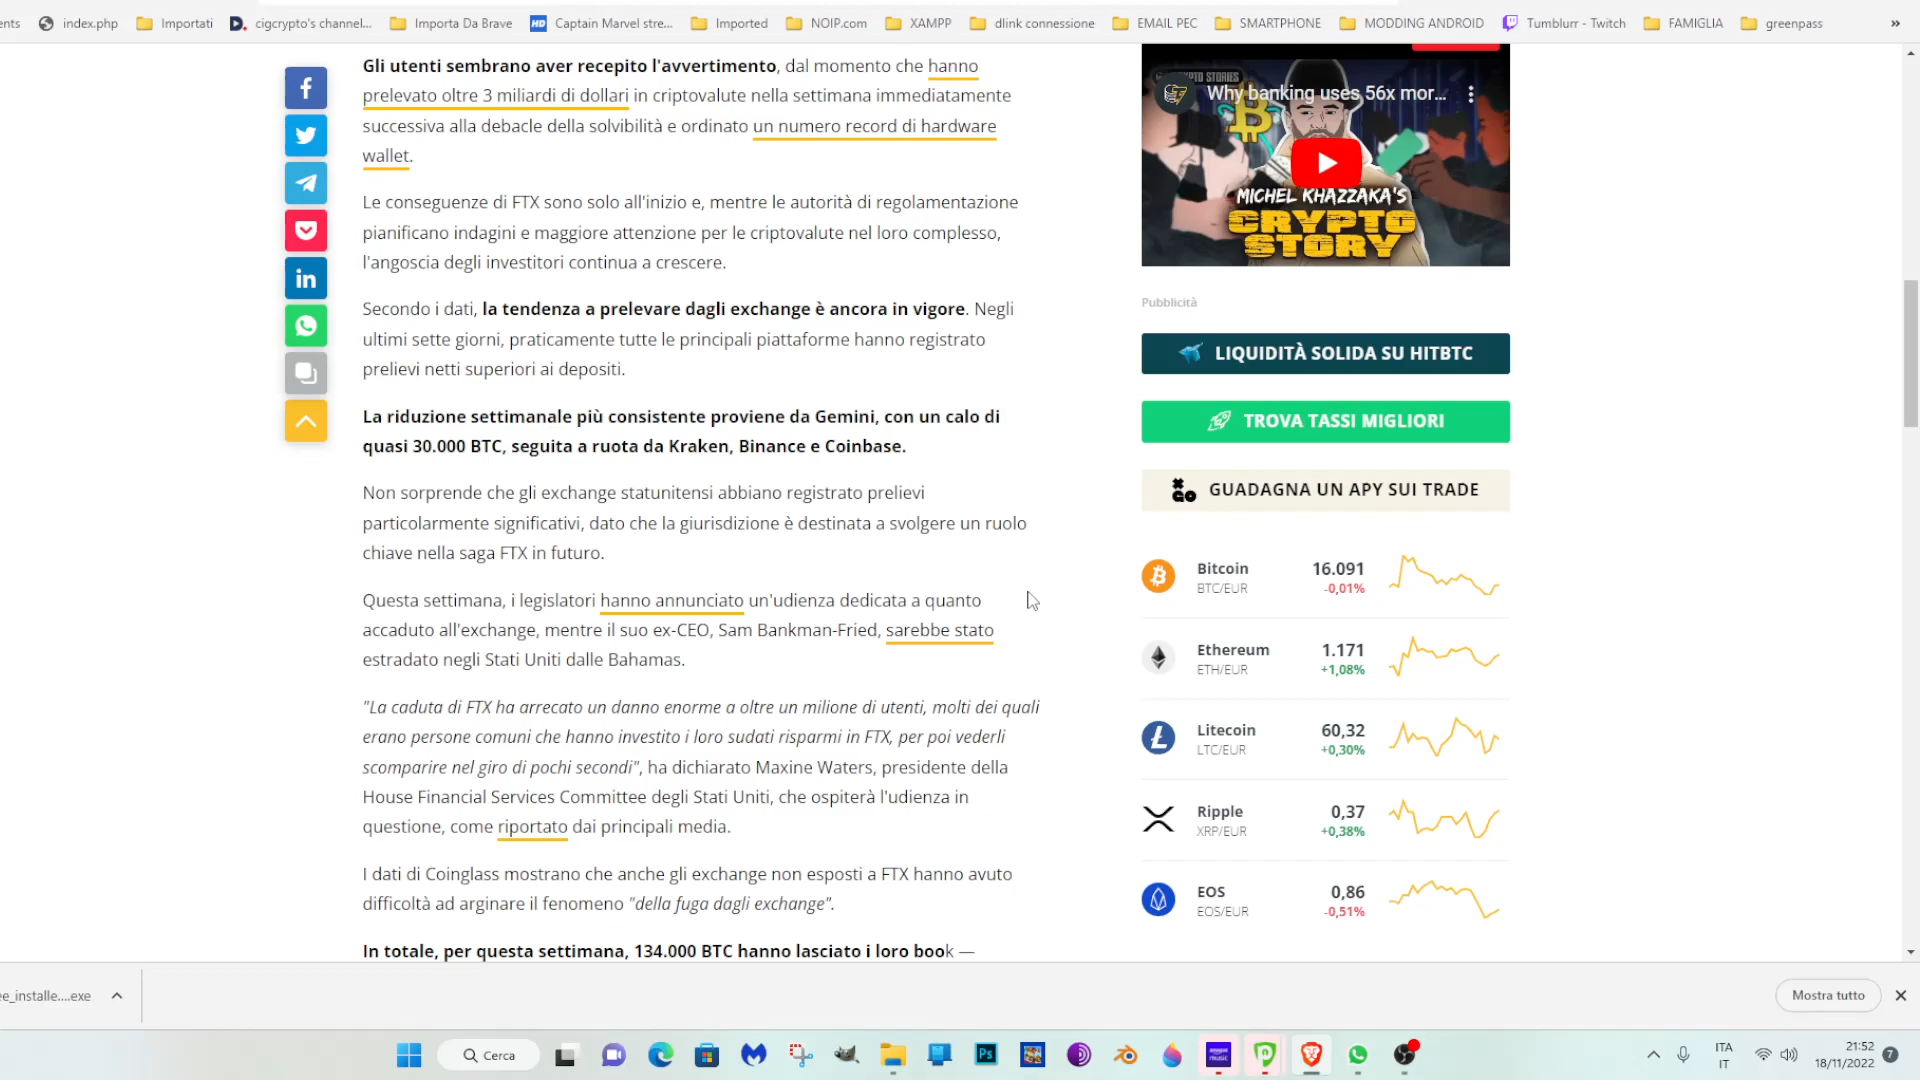 ents
index.php
Importati
cigcrypto's channel...
Importa Da Brave
Captain Marvel stre...
Imported
NOIP.com
XAMPP
dlink connessione
EMAIL PEC
SMARTPHONE
MODDING ANDROID
Tumblurr - Twitch
FAMIGLIA
greenpass
»
Gli utenti sembrano aver recepito l'avvertimento, dal momento che hanno
prelevato oltre 3 miliardi di dollari in criptovalute nella settimana immediatamente
successiva alla debacle della solvibilità e ordinato un numero record di hardware
wallet.
Le conseguenze di FTX sono solo all'inizio e, mentre le autorità di regolamentazione
pianificano indagini e maggiore attenzione per le criptovalute nel loro complesso,
l'angoscia degli investitori continua a crescere.
Secondo i dati, la tendenza a prelevare dagli exchange è ancora in vigore. Negli
ultimi sette giorni, praticamente tutte le principali piattaforme hanno registrato
prelievi netti superiori ai depositi.
La riduzione settimanale più consistente proviene da Gemini, con un calo di
quasi 30.000 BTC, seguita a ruota da Kraken, Binance e Coinbase.
Non sorprende che gli exchange statunitensi abbiano registrato prelievi
particolarmente significativi, dato che la giurisdizione è destinata a svolgere un ruolo
chiave nella saga FTX in futuro.
Questa settimana, i legislatori hanno annunciato un'udienza dedicata a quanto
accaduto all'exchange, mentre il suo ex-CEO, Sam Bankman-Fried, sarebbe stato
estradato negli Stati Uniti dalle Bahamas.
"La caduta di FTX ha arrecato un danno enorme a oltre un milione di utenti, molti dei quali
erano persone comuni che hanno investito i loro sudati risparmi in FTX, per poi vederli
scomparire nel giro di pochi secondi", ha dichiarato Maxine Waters, presidente della
House Financial Services Committee degli Stati Uniti, che ospiterà l'udienza in
questione, come riportato dai principali media.
I dati di Coinglass mostrano che anche gli exchange non esposti a FTX hanno avuto
difficoltà ad arginare il fenomeno "della fuga dagli exchange".
In totale, per questa settimana, 134.000 BTC hanno lasciato i loro book —
CRYPTO STORIES
Why banking uses 56x mor...
MICHEL KHAZZAKA'S
CRYPTO
STORY
Pubblicità
LIQUIDITÀ SOLIDA SU HITBTC
TROVA TASSI MIGLIORI
GUADAGNA UN APY SUI TRADE
Bitcoin 16.091
BTC/EUR -0,01%
Ethereum 1.171
ETH/EUR +1,08%
Litecoin 60,32
LTC/EUR +0,30%
Ripple 0,37
XRP/EUR +0,38%
EOS 0,86
EOS/EUR -0,51%
ee_installe....exe
Mostra tutto
Cerca
ITA
IT
21:52
18/11/2022
7